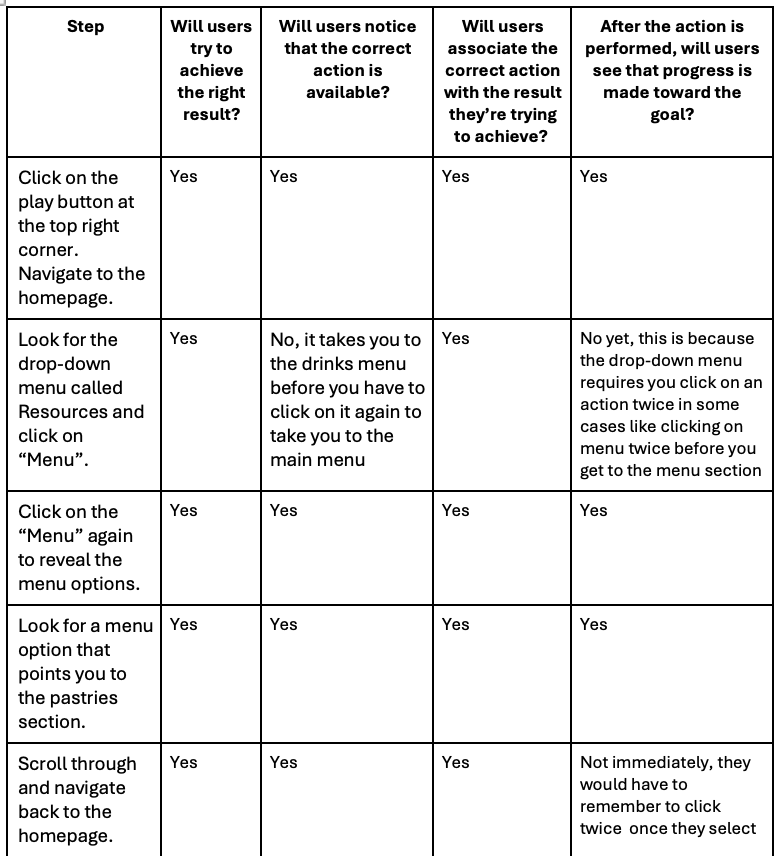 Step
Will users
try to
achieve
the right
result?
Will users notice
that the correct
action is
available?
Will users
associate the
correct action
with the result
they’re trying
to achieve?
After the action is
performed, will users
see that progress is
made toward the
goal?
Click on the
play button at
the top right
corner.
Navigate to the
homepage.
Yes
Yes
Yes
Yes
Look for the
drop-down
menu called
Resources and
click on
“Menu”.
Yes
No, it takes you to
the drinks menu
before you have to
click on it again to
take you to the
main menu
Yes
No yet, this is because
the drop-down menu
requires you click on an
action twice in some
cases like clicking on
menu twice before you
get to the menu section
Click on the
“Menu” again
to reveal the
menu options.
Yes
Yes
Yes
Yes
Look for a menu
option that
points you to
the pastries
section.
Yes
Yes
Yes
Yes
Scroll through
and navigate
back to the
homepage.
Yes
Yes
Yes
Not immediately, they
would have to
remember to click
twice  once they select